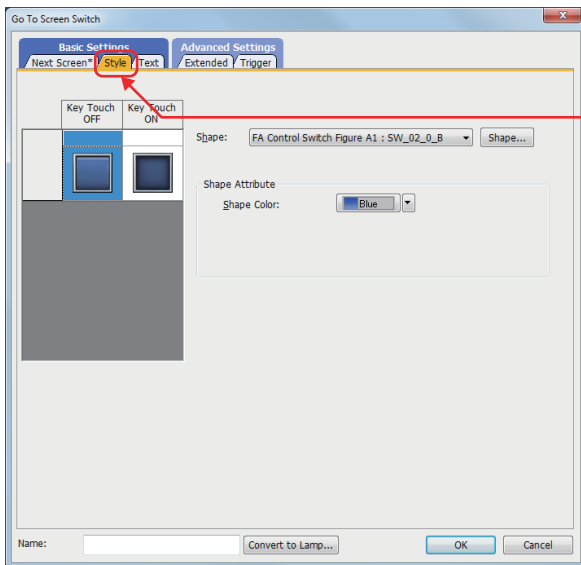 Go To Screen Switch
Basic Settings Advanced Settings
Next Screen* Style Text Extended Trigger
Key Touch OFF Key Touch ON
Shape: FA Control Switch Figure A1 : SW_02_0_B Shape...
Shape Attribute
Shape Color: Blue
Name: Convert to Lamp... OK Cancel